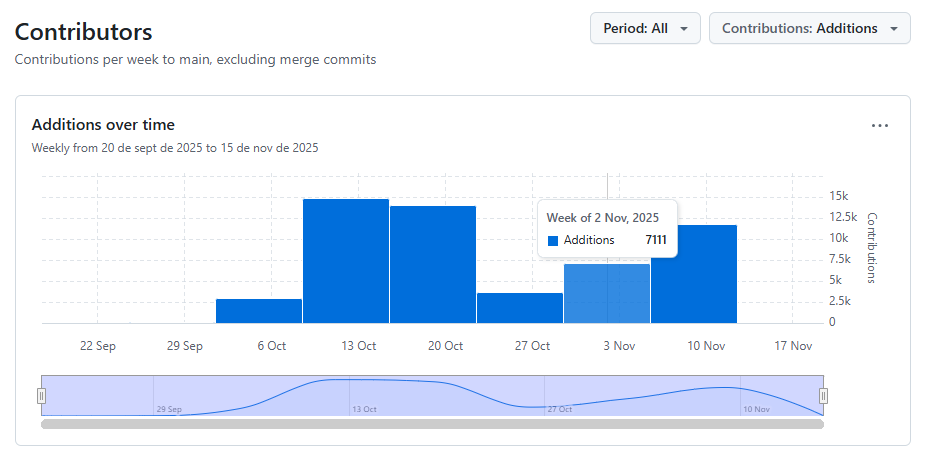 Contributors
Period: All
Contributions: Additions
Contributions per week to main, excluding merge commits
Additions over time
Weekly from 20 de sept de 2025 to 15 de nov de 2025
15k
12.5k
10k
7.5k
5k
2.5k
0
Contributions
Week of 2 Nov, 2025
Additions 7111
22 Sep
29 Sep
6 Oct
13 Oct
20 Oct
27 Oct
3 Nov
10 Nov
17 Nov
29 Sep
13 Oct
27 Oct
10 Nov